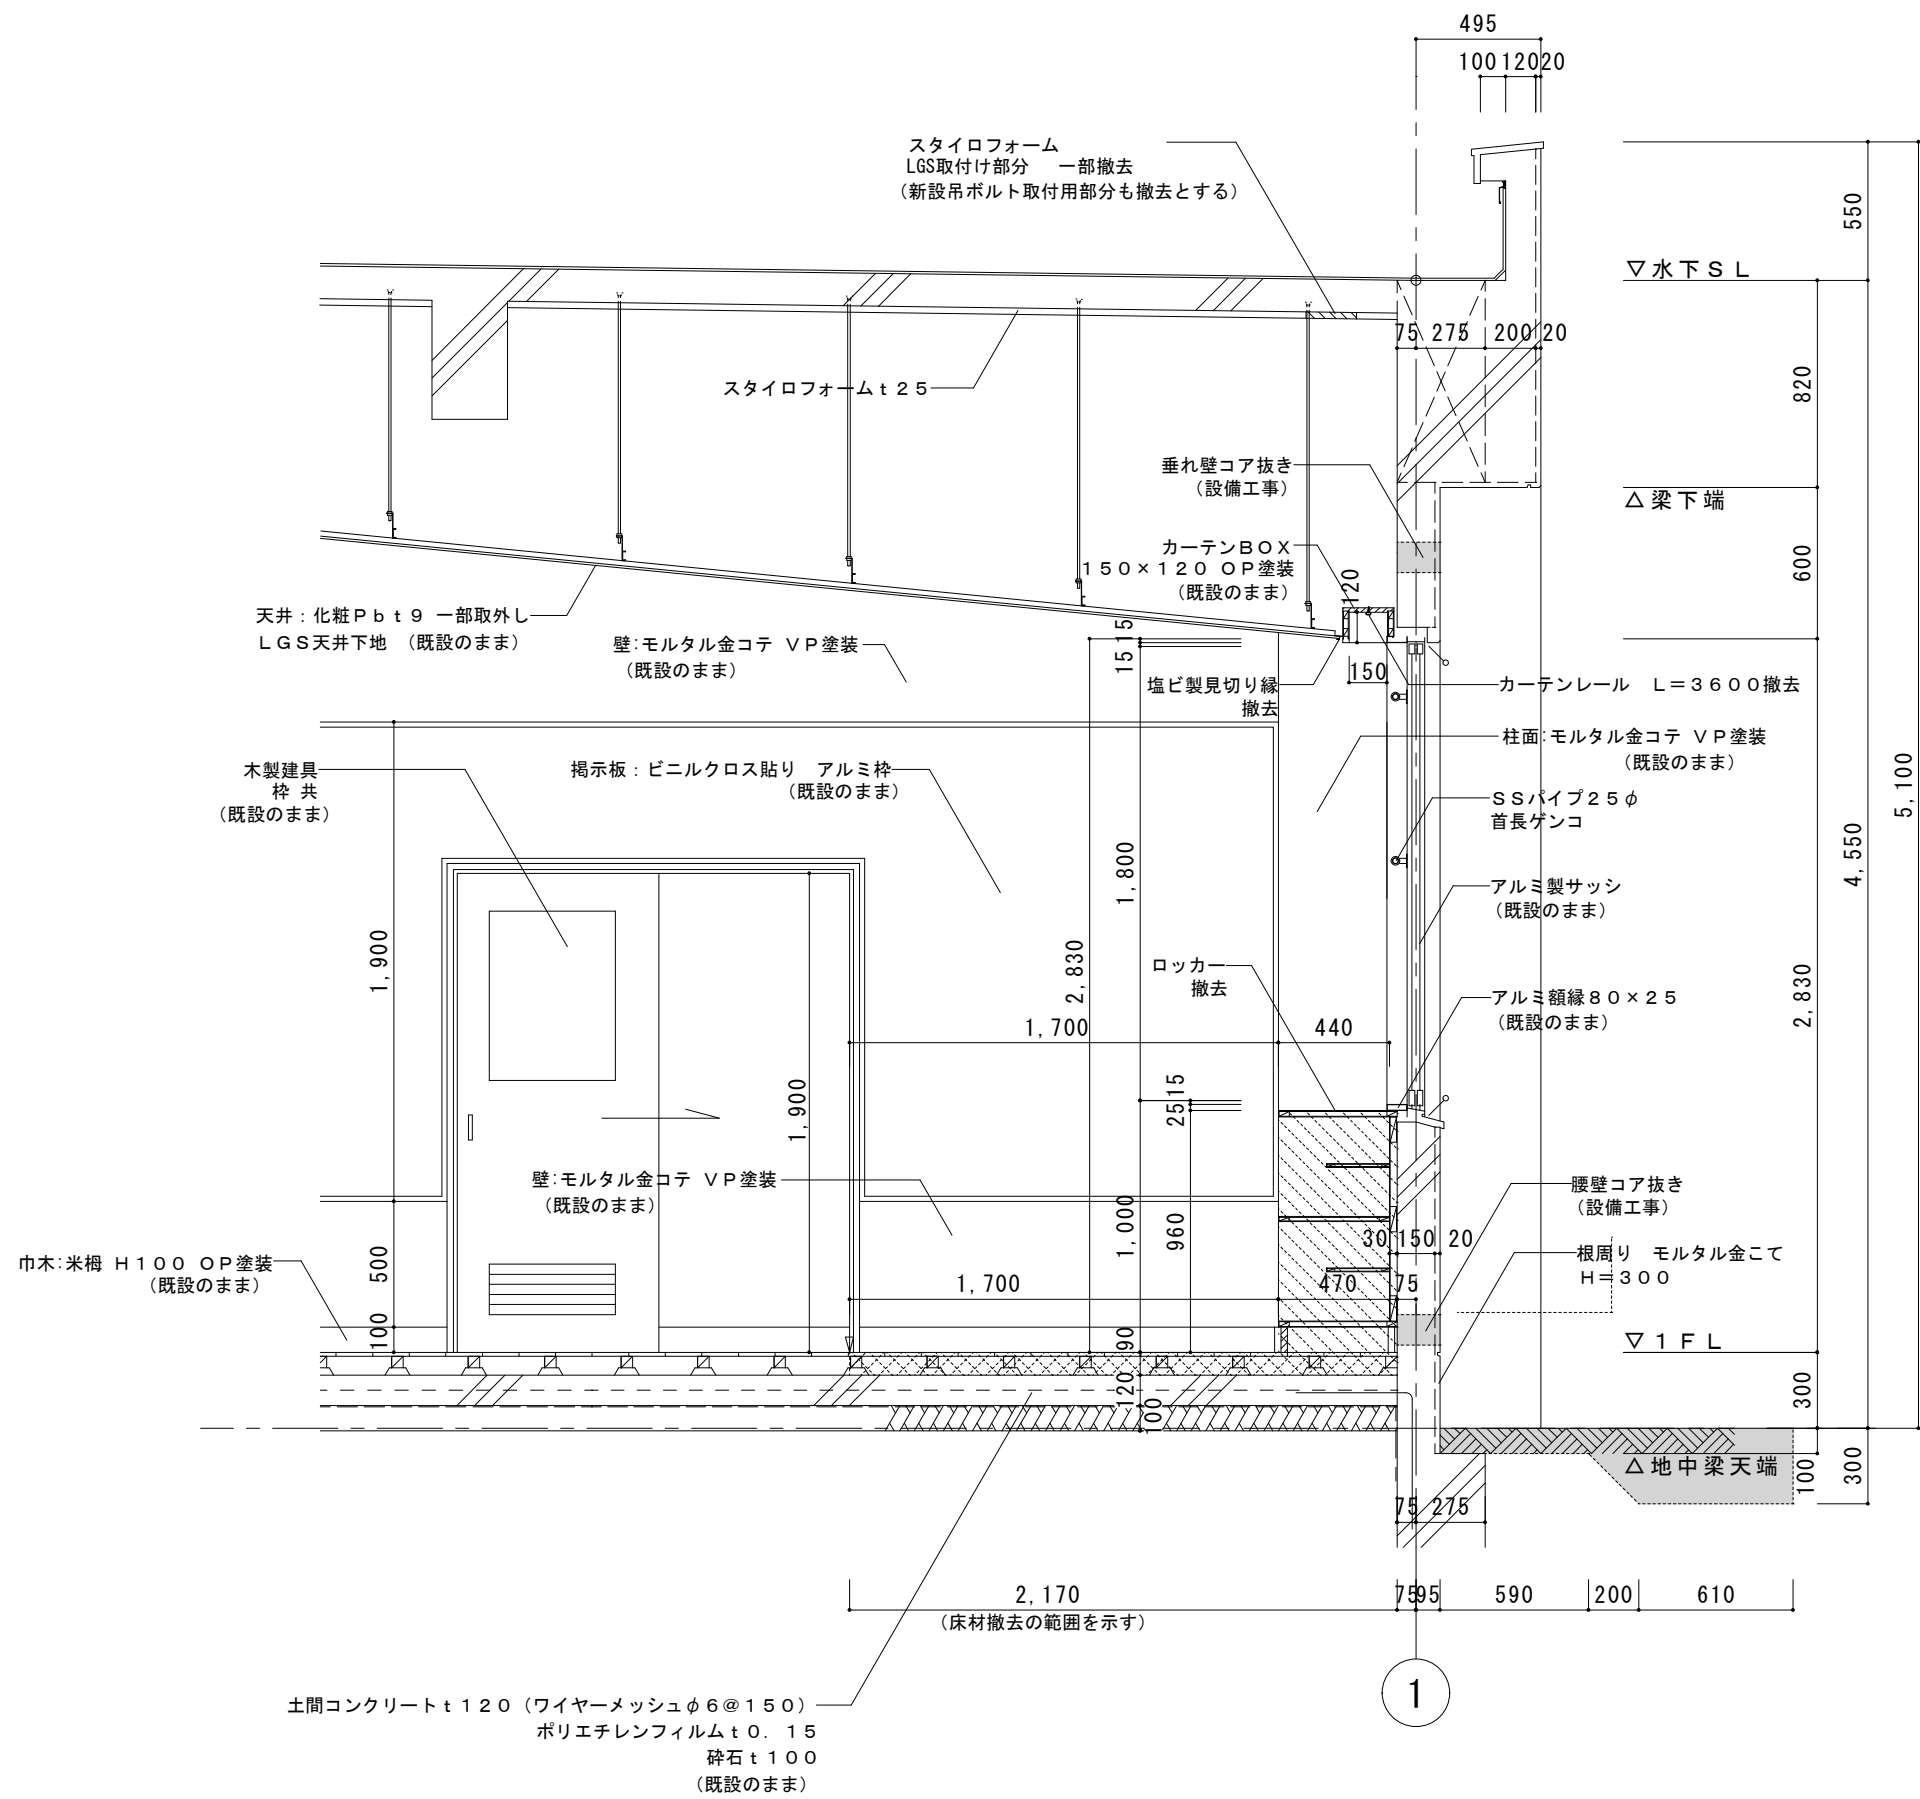 495
100 120 20
スタイロフォーム
LGS取付け部分 一部撤去
（新設吊ボルト取付用部分も撤去とする）
550
▽水下ＳＬ
75 275 200 20
スタイロフォームｔ２５
820
垂れ壁コア抜き
（設備工事）
△梁下端
カーテンＢＯＸ
１５０×１２０ ＯＰ塗装
（既設のまま）
120
600
天井：化粧Ｐｂｔ９ 一部取外し
ＬＧＳ天井下地 （既設のまま）
壁:モルタル金コテ ＶＰ塗装
（既設のまま）
15 15
150
塩ビ製見切り縁
撤去
カーテンレール Ｌ＝３６００撤去
柱面:モルタル金コテ ＶＰ塗装
（既設のまま）
木製建具
枠 共
（既設のまま）
掲示板：ビニルクロス貼り アルミ枠
（既設のまま）
ＳＳパイプ２５φ
首長ゲンコ
5,100
4,550
1,800
アルミ製サッシ
（既設のまま）
1,900
2,830
ロッカー
撤去
アルミ額縁８０×２５
（既設のまま）
2,830
1,700 440
1,900
25 15
壁:モルタル金コテ ＶＰ塗装
（既設のまま）
腰壁コア抜き
（設備工事）
1,000
960
30 150 20
根周り モルタル金こて
Ｈ＝３００
巾木:米栂 Ｈ１００ ＯＰ塗装
（既設のまま）
500
1,700 470 75
100
90
▽１ＦＬ
120
100
300
△地中梁天端
100
300
75 275
2,170 75 95 590 200 610
（床材撤去の範囲を示す）
1
土間コンクリートｔ１２０（ワイヤーメッシュφ６＠１５０）
ポリエチレンフィルムｔ０．１５
砕石ｔ１００
（既設のまま）